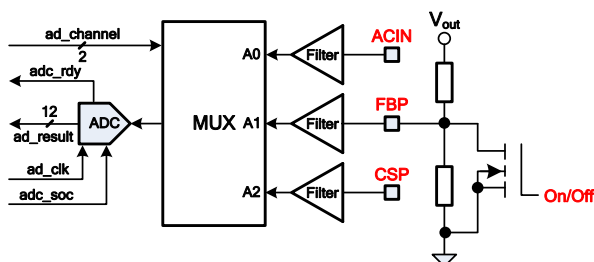 ad_channel
2
adc_rdy
12
ADC
ad_result
ad_clk
adc_soc
MUX
A0
Filter
ACIN
A1
Filter
FBP
A2
Filter
CSP
Vout
On/Off